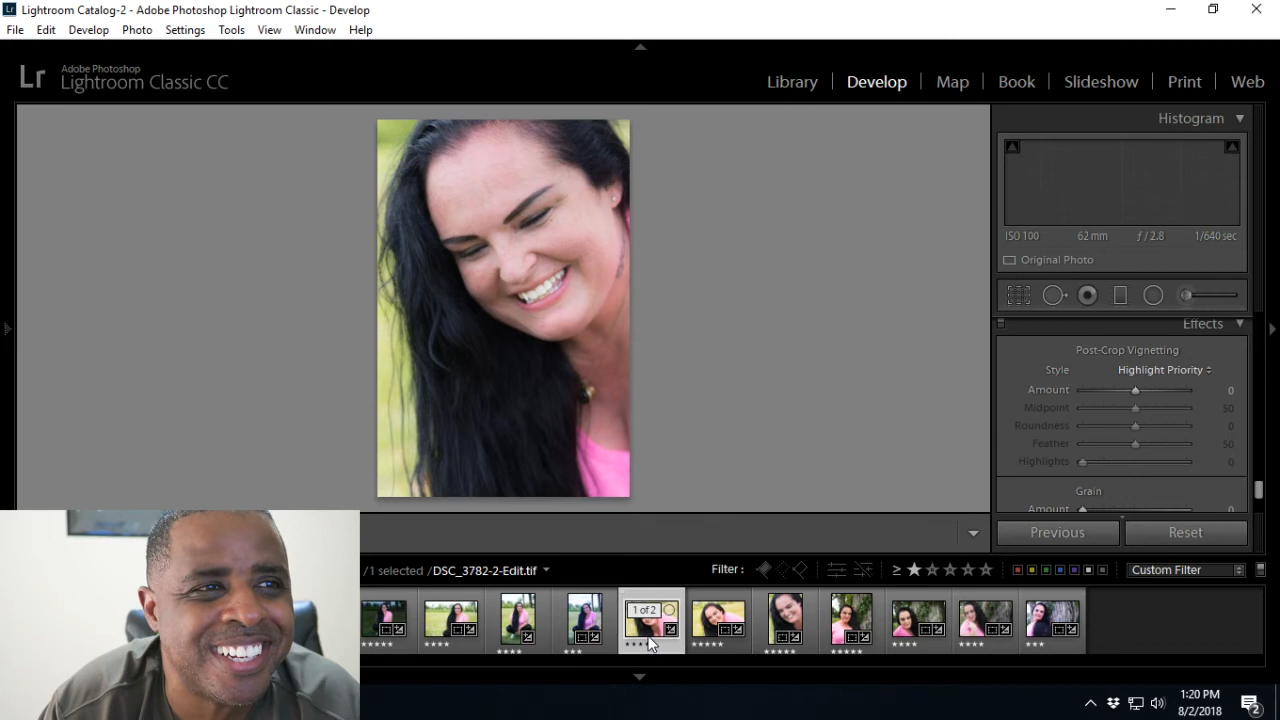 Lightroom Catalog-2 - Adobe Photoshop Lightroom Classic - Develop
File Edit Develop Photo Settings Tools View Window Help
Lr
Adobe Photoshop
Lightroom Classic CC
Library Develop Map Book Slideshow Print Web
Histogram
ISO 100 62 mm ƒ / 2.8 1/640 sec
Original Photo
Effects
Post-Crop Vignetting
Style Highlight Priority
Amount 0
Midpoint 50
Roundness 0
Feather 50
Highlights 0
Grain
Amount
Previous Reset
/1 selected /DSC_3782-2-Edit.tif
Filter:
Custom Filter
1 of 2
1:20 PM
8/2/2018
2